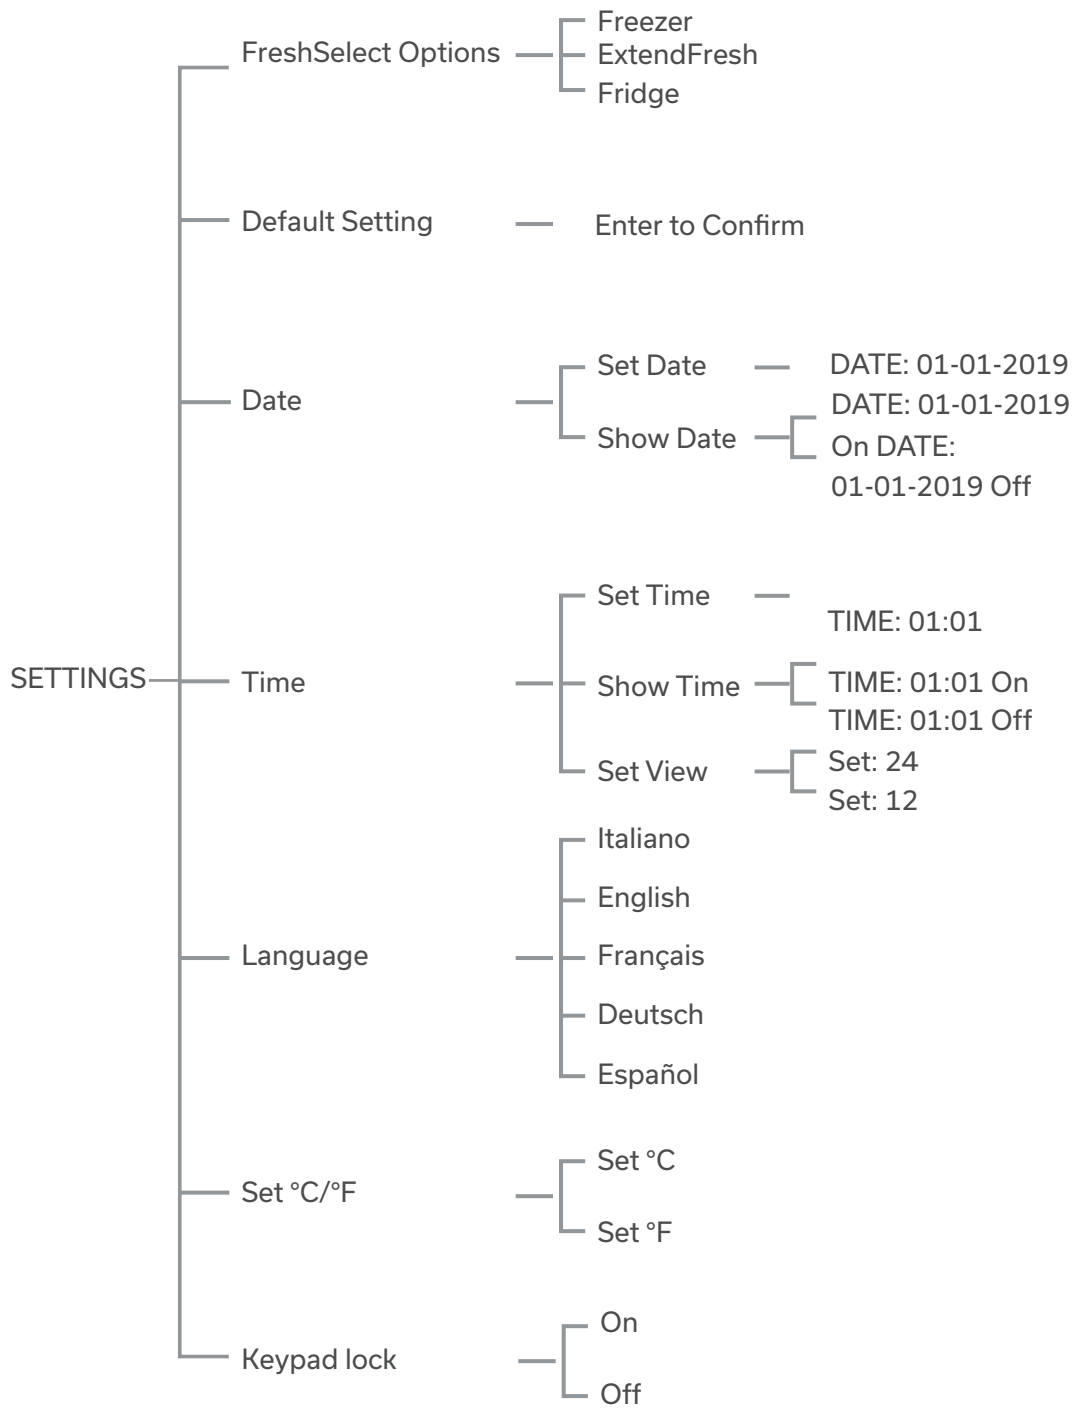 FreshSelect Options
Freezer
ExtendFresh
Fridge
Default Setting
Enter to Confirm
Date
Set Date
DATE: 01-01-2019
Show Date
DATE: 01-01-2019
On DATE:
01-01-2019 Off
SETTINGS
Time
Set Time
TIME: 01:01
Show Time
TIME: 01:01 On
TIME: 01:01 Off
Set View
Set: 24
Set: 12
Language
Italiano
English
Français
Deutsch
Español
Set °C/°F
Set °C
Set °F
Keypad lock
On
Off